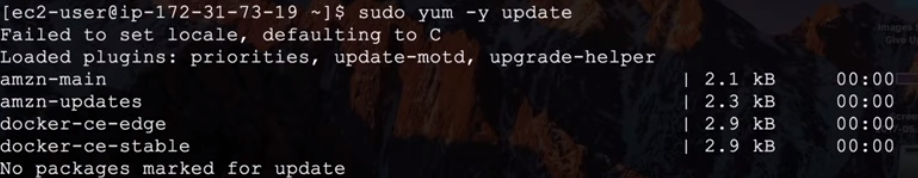 [ec2-user@ip-172-31-73-19 ~]$ sudo yum -y update
Failed to set locale, defaulting to C
Loaded plugins: priorities, update-motd, upgrade-helper
amzn-main | 2.1 kB 00:00
amzn-updates | 2.3 kB 00:00
docker-ce-edge | 2.9 kB 00:00
docker-ce-stable | 2.9 kB 00:00
No packages marked for update